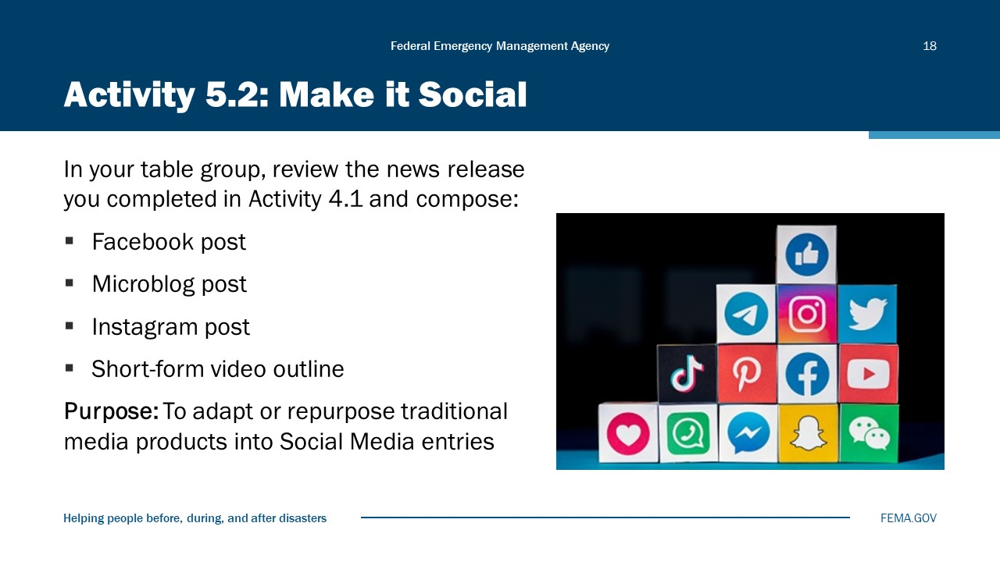 Federal Emergency Management Agency
18
Activity 5.2: Make it Social
In your table group, review the news release
you completed in Activity 4.1 and compose:
▪ Facebook post
▪ Microblog post
▪ Instagram post
▪ Short-form video outline
Purpose: To adapt or repurpose traditional
media products into Social Media entries
Helping people before, during, and after disasters
FEMA.GOV